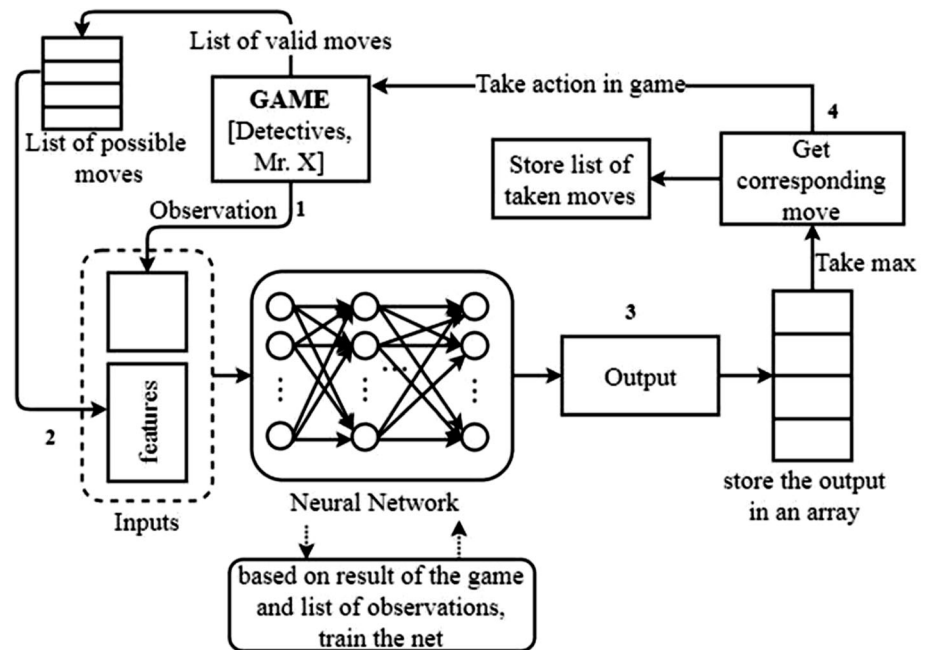 List of valid moves
List of possible
moves
GAME
[Detectives,
Mr. X]
Take action in game
4
Store list of
taken moves
Get
corresponding
move
Observation
1
Take max
2
features
Inputs
Neural Network
3
Output
store the output
in an array
based on result of the game
and list of observations,
train the net